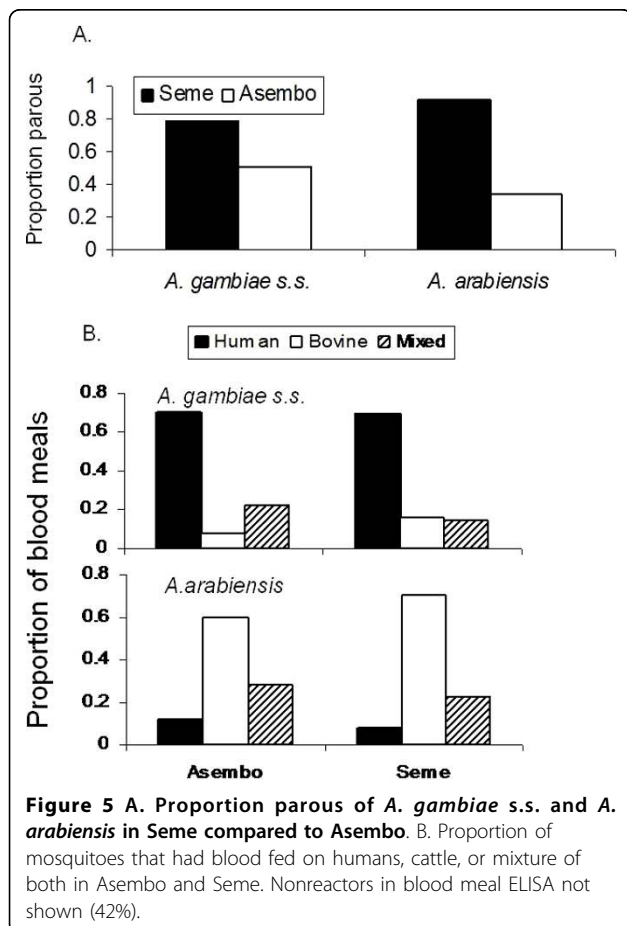 A.
Seme Asembo
Proportion parous
1
0.8
0.6
0.4
0.2
0
A. gambiae s.s. A. arabiensis
B.
Human Bovine Mixed
Proportion of blood meals
A. gambiae s.s.
0.8
0.6
0.4
0.2
0
A.arabiensis
0.8
0.6
0.4
0.2
0
Asembo Seme
Figure 5 A. Proportion parous of A. gambiae s.s. and A.
arabiensis in Seme compared to Asembo. B. Proportion of
mosquitoes that had blood fed on humans, cattle, or mixture of
both in Asembo and Seme. Nonreactors in blood meal ELISA not
shown (42%).